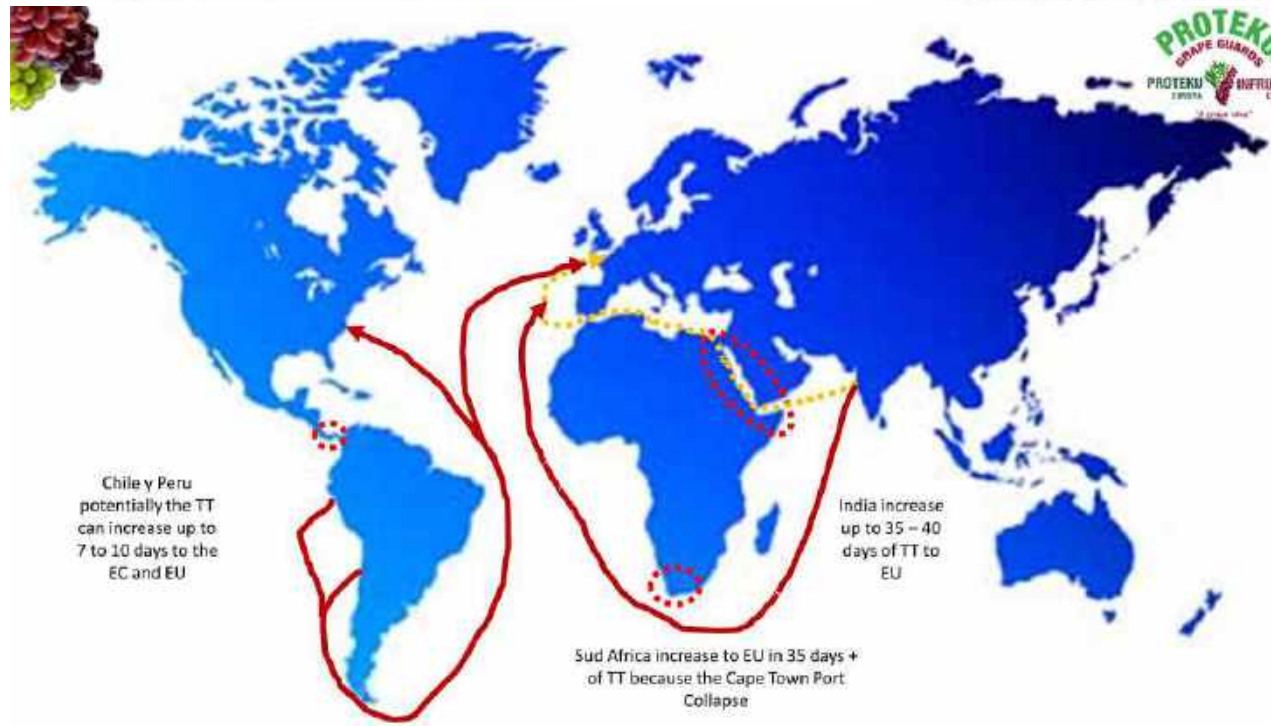 PROTEKU
GRAPE GUARDS
PROTEKU
EUROPA
Chile y Peru
potentially the TT
can increase up to
7 to 10 days to the
EC and EU
India increase
up to 35 – 40
days of TT to
EU
Sud Africa increase to EU in 35 days +
of TT because the Cape Town Port
Collapse